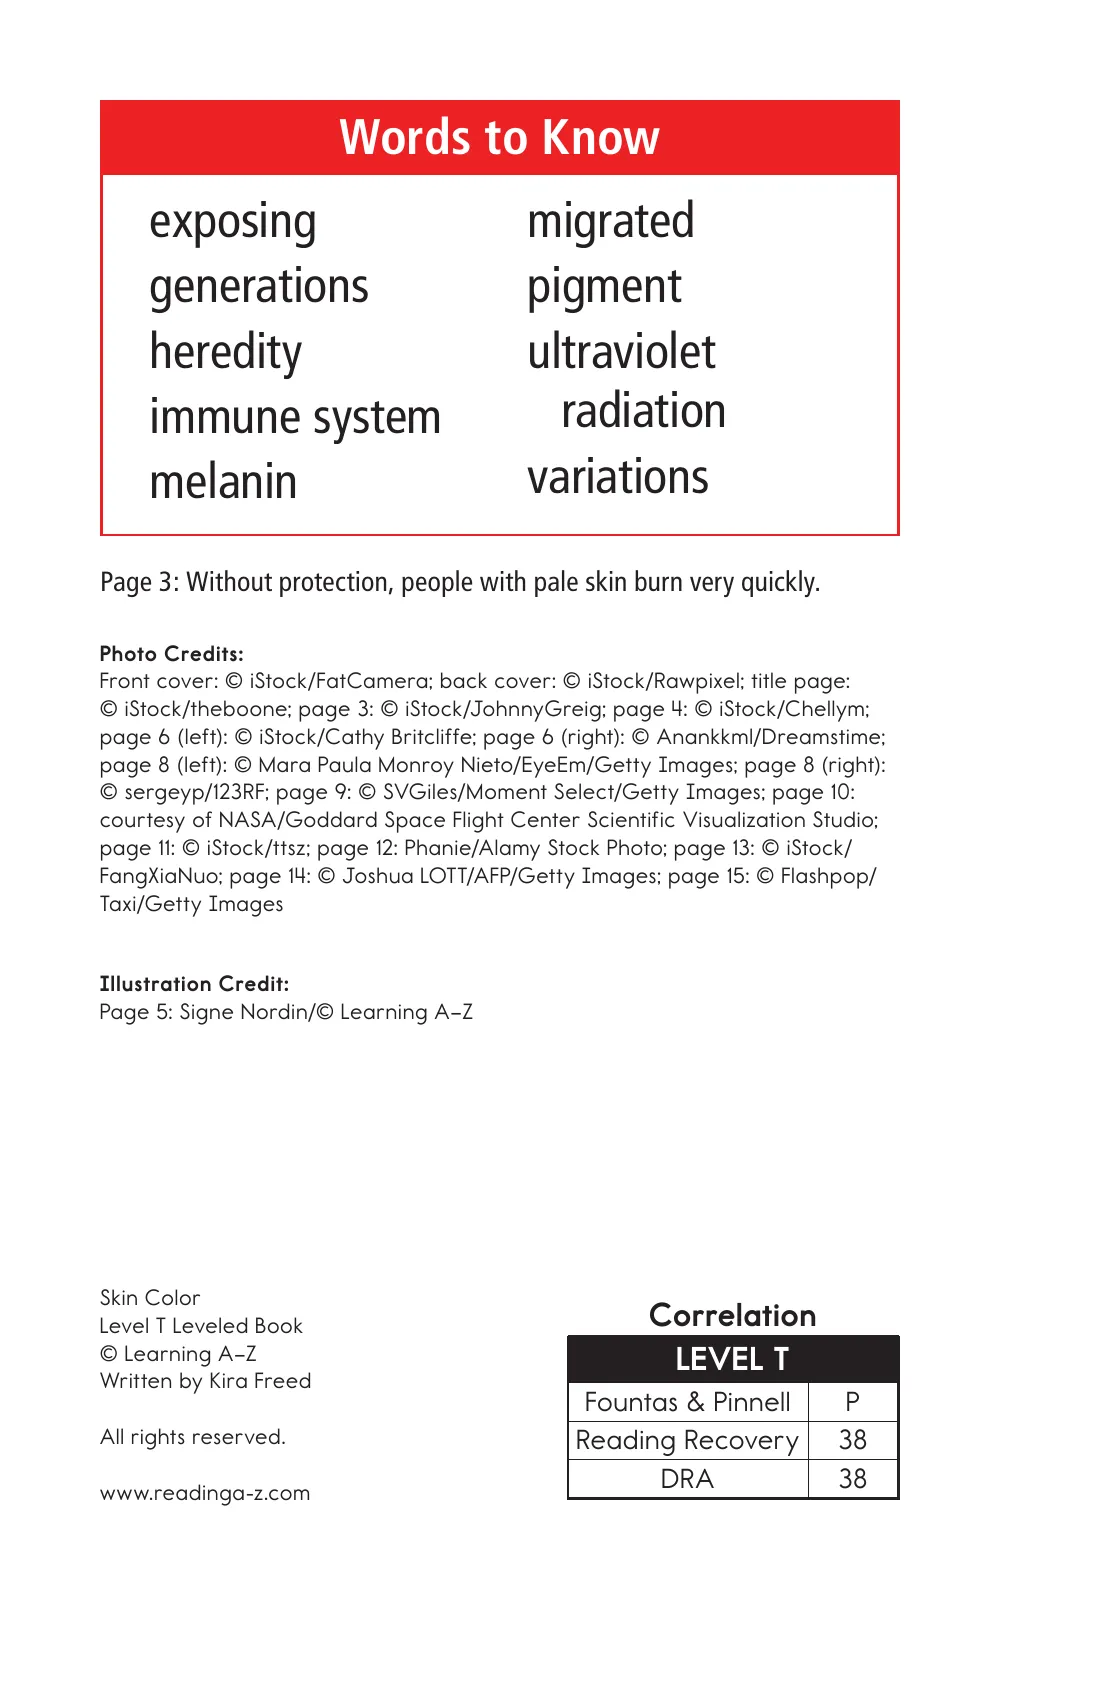 Words to Know
exposing
generations
heredity
immune system
melanin
migrated
pigment
ultraviolet
radiation
variations
Page 3: Without protection, people with pale skin burn very quickly.
Photo Credits:
Front cover: © iStock/FatCamera; back cover: © iStock/Rawpixel; title page:
© iStock/theboone; page 3: © iStock/JohnnyGreig; page 4: © iStock/Chellym;
page 6 (left): © iStock/Cathy Britcliffe; page 6 (right): © Anankkml/Dreamstime;
page 8 (left): © Mara Paula Monroy Nieto/EyeEm/Getty Images; page 8 (right):
© sergeyp/123RF; page 9: © SVGiles/Moment Select/Getty Images; page 10:
courtesy of NASA/Goddard Space Flight Center Scientific Visualization Studio;
page 11: © iStock/ttsz; page 12: Phanie/Alamy Stock Photo; page 13: © iStock/
FangXiaNuo; page 14: © Joshua LOTT/AFP/Getty Images; page 15: © Flashpop/
Taxi/Getty Images
Illustration Credit:
Page 5: Signe Nordin/© Learning A–Z
Skin Color
Level T Leveled Book
© Learning A–Z
Written by Kira Freed
All rights reserved.
www.readinga-z.com
Correlation
LEVEL T
Fountas & Pinnell P
Reading Recovery 38
DRA 38